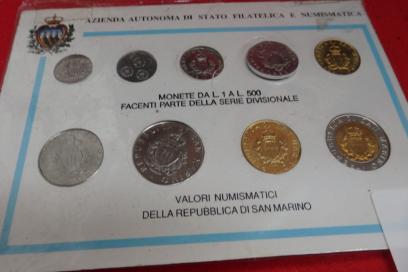 AZIENDA AUTONOMA DI STATO FILATELICA E NUMISMATICA
MONETE DA L. 1 A L. 500
FACENTI PARTE DELLA SERIE DIVISIONALE
VALORI NUMISMATICI
DELLA REPUBBLICA DI SAN MARINO